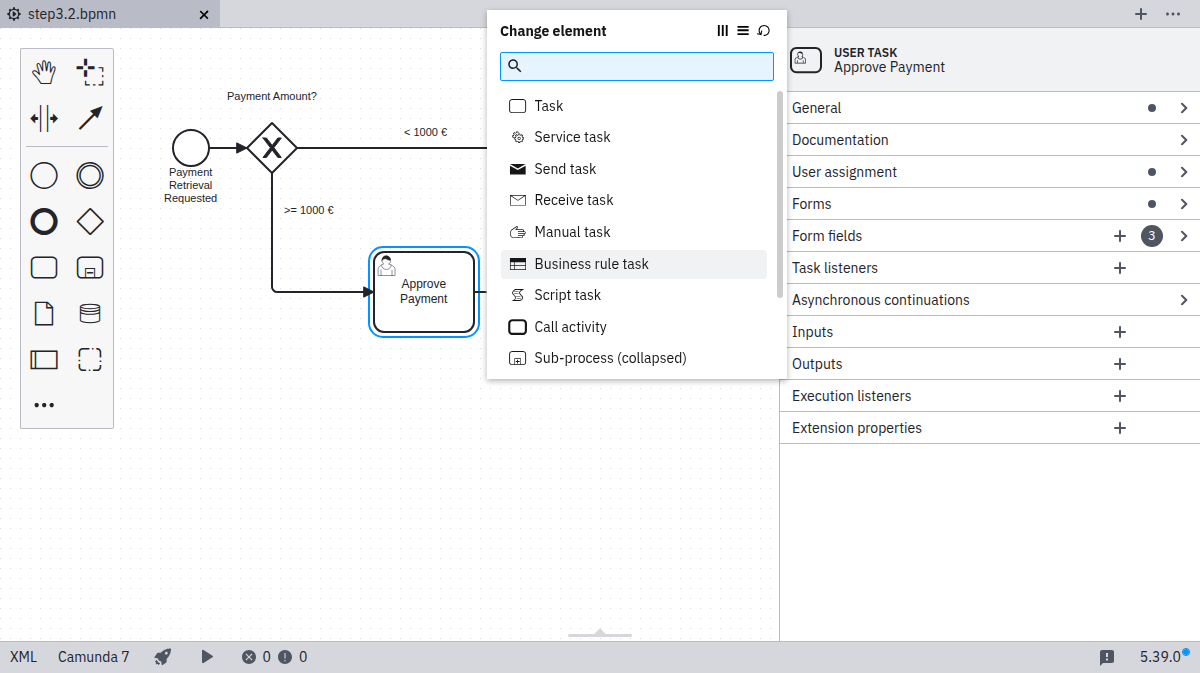 step3.2.bpmn
Payment Amount?
< 1000 €
Payment
Retrieval
Requested
>= 1000 €
Approve
Payment
Change element
Task
Service task
Send task
Receive task
Manual task
Business rule task
Script task
Call activity
Sub-process (collapsed)
USER TASK
Approve Payment
General
Documentation
User assignment
Forms
Form fields 3
Task listeners
Asynchronous continuations
Inputs
Outputs
Execution listeners
Extension properties
XML Camunda 7 0 0 5.39.0